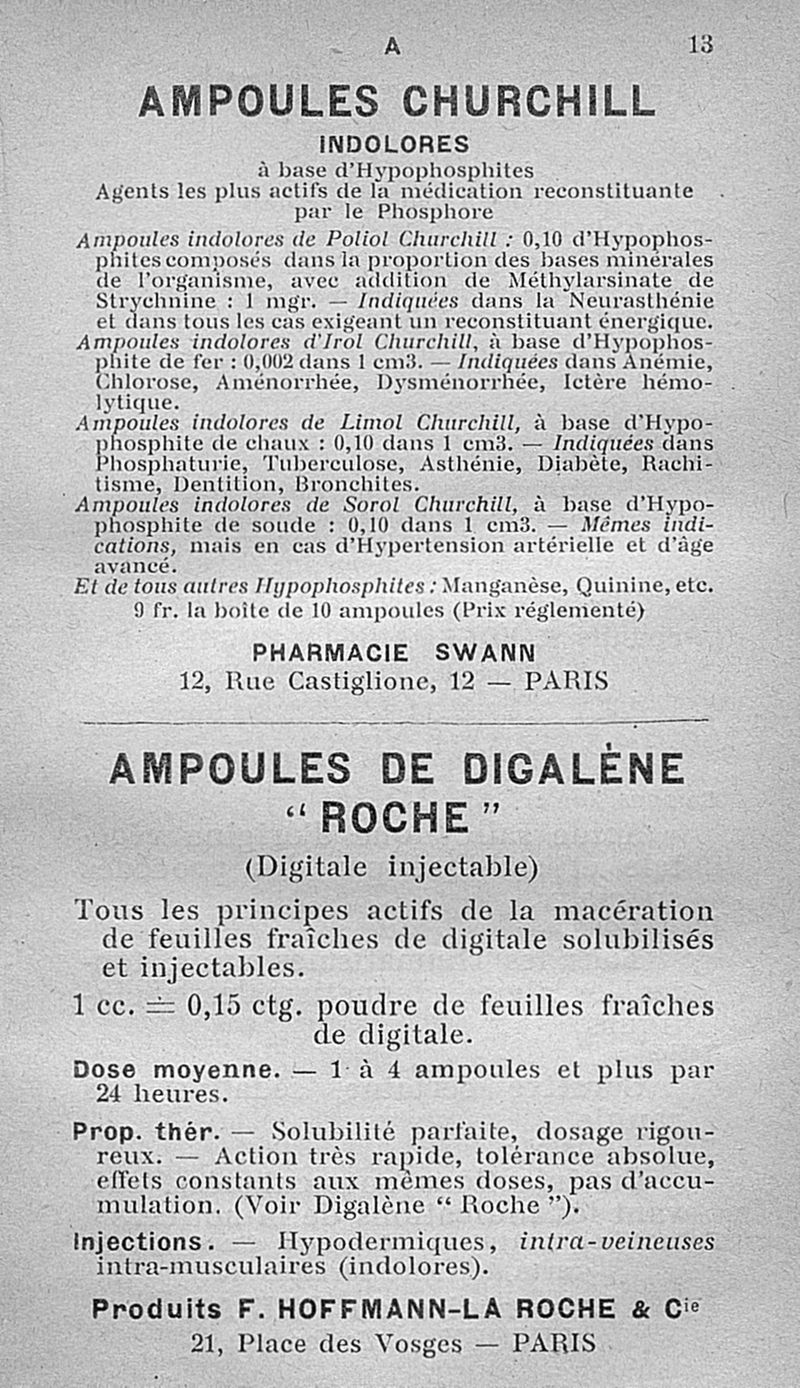 A 13
AMPOULES CHURCHILL
INDOLORES
à base d'Hypophosphites
Agents les plus actifs de la médication reconstituante
par le Phosphore
Ampoules indolores de Poliol Churchill : 0,10 d'Hypophos-
phites composés dans la proportion des bases minérales
de l'organisme, avec addition de Méthylarsinate de
Strychnine : 1 mgr. — Indiquées dans la Neurasthénie
et dans tous les cas exigeant un reconstituant énergique.
Ampoules indolores d'Irol Churchill, à base d'Hypophos-
phite de fer : 0,002 dans 1 cm3. — Indiquées dans Anémie,
Chlorose, Aménorrhée, Dysménorrhée, Ictère hémo-
lytique.
Ampoules indolores de Limol Churchill, à base d'Hypo-
phosphite de chaux : 0,10 dans 1 cm3. — Indiquées dans
Phosphaturie, Tuberculose, Asthénie, Diabète, Rachi-
tisme, Dentition, Bronchites.
Ampoules indolores de Sorol Churchill, à base d'Hypo-
phosphite de soude : 0,10 dans 1 cm3. — Mêmes indi-
cations, mais en cas d'Hypertension artérielle et d'âge
avancé.
Et de tous autres Hypophosphites : Manganèse, Quinine, etc.
9 fr. la boîte de 10 ampoules (Prix réglementé)
PHARMACIE SWANN
12, Rue Castiglione, 12 — PARIS
AMPOULES DE DIGALÈNE
“ ROCHE ”
(Digitale injectable)
Tous les principes actifs de la macération
de feuilles fraîches de digitale solubilisés
et injectables.
1 cc. ≐ 0,15 ctg. poudre de feuilles fraîches
de digitale.
Dose moyenne. — 1 à 4 ampoules et plus par
24 heures.
Prop. thér. — Solubilité parfaite, dosage rigou-
reux. — Action très rapide, tolérance absolue,
effets constants aux mêmes doses, pas d'accu-
mulation. (Voir Digalène “ Roche ”).
Injections. — Hypodermiques, intra-veineuses
intra-musculaires (indolores).
Produits F. HOFFMANN-LA ROCHE & Cie
21, Place des Vosges — PARIS